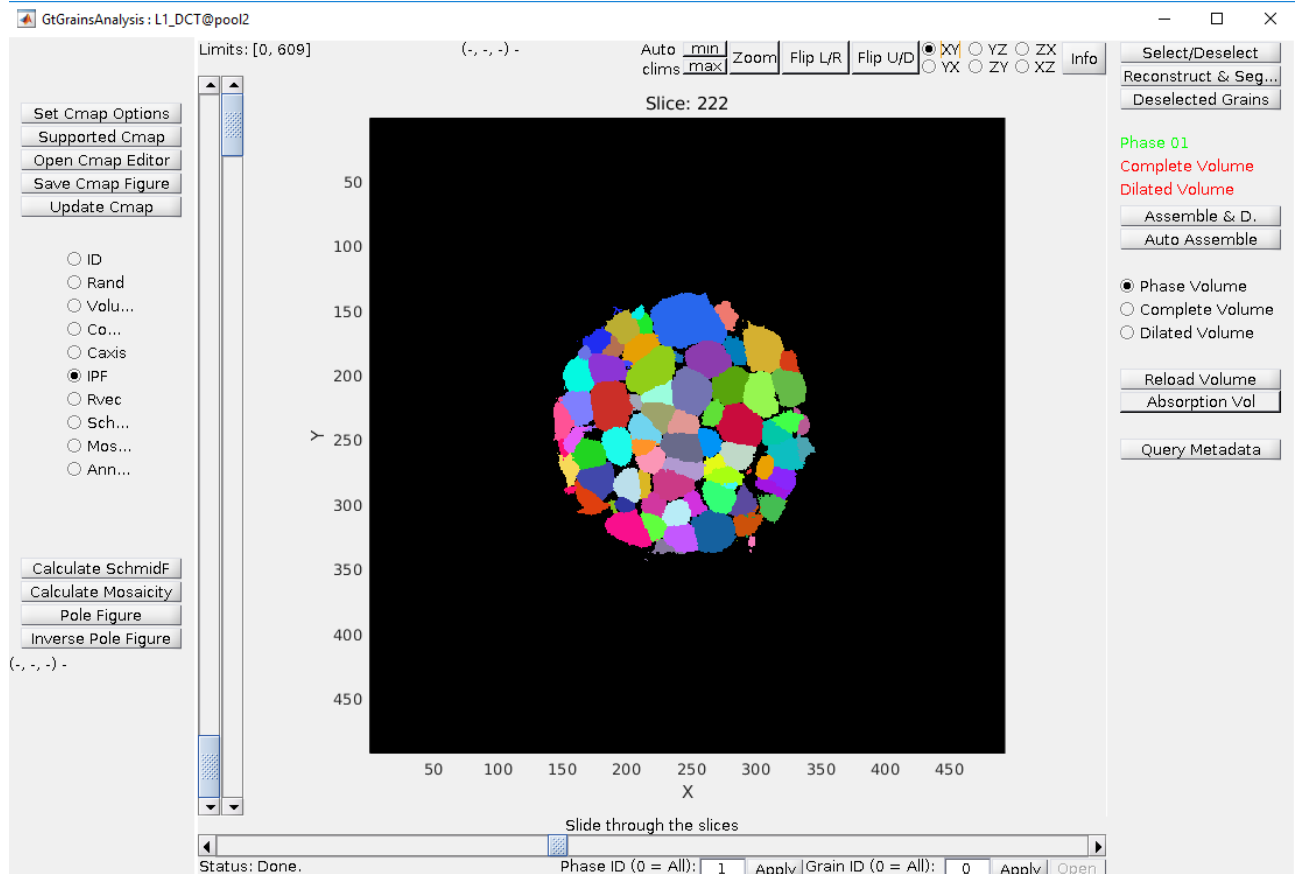 GtGrainsAnalysis : L1_DCT@pool2
Limits: [0, 609]
(-, -, -) -
Auto clims
min
max
Zoom
Flip L/R
Flip U/D
XY
YZ
ZX
YX
ZY
XZ
Info
Select/Deselect
Reconstruct & Seg...
Deselected Grains
Set Cmap Options
Supported Cmap
Open Cmap Editor
Save Cmap Figure
Update Cmap
ID
Rand
Volu...
Co...
Caxis
IPF
Rvec
Sch...
Mos...
Ann...
Calculate SchmidF
Calculate Mosaicity
Pole Figure
Inverse Pole Figure
(-, -, -) -
Slice: 222
50
100
150
200
250
300
350
400
450
Y
50
100
150
200
250
300
350
400
450
X
Phase 01
Complete Volume
Dilated Volume
Assemble & D.
Auto Assemble
Phase Volume
Complete Volume
Dilated Volume
Reload Volume
Absorption Vol
Query Metadata
Slide through the slices
Status: Done.
Phase ID (0 = All):
1
Apply
Grain ID (0 = All):
0
Apply
Open